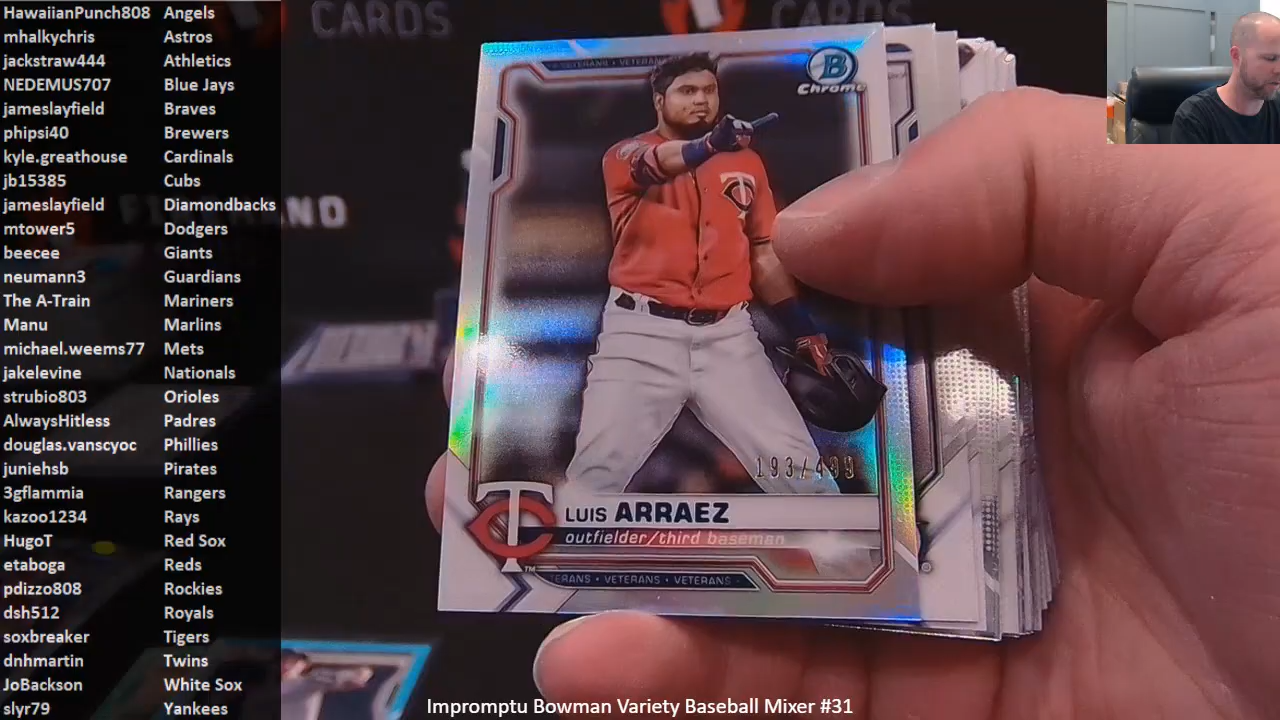 HawaiianPunch808 Angels
mhalkychris Astros
jackstraw444 Athletics
NEDEMUS707 Blue Jays
jameslayfield Braves
phipsi40 Brewers
kyle.greathouse Cardinals
jb15385 Cubs
jameslayfield Diamondbacks
mtower5 Dodgers
beecee Giants
neumann3 Guardians
The A-Train Mariners
Manu Marlins
michael.weems77 Mets
jakelevine Nationals
strubio803 Orioles
AlwaysHitless Padres
douglas.vanscyoc Phillies
juniehsb Pirates
3gflammia Rangers
kazoo1234 Rays
HugoT Red Sox
etaboga Reds
pdizzo808 Rockies
dsh512 Royals
soxbreaker Tigers
dnhmartin Twins
JoBackson White Sox
slyr79 Yankees
CARDS
CARDS
VETERANS
B
Chrome
TC
193/499
TC
LUIS ARRAEZ
outfielder/third baseman
VETERANS • VETERANS
Impromptu Bowman Variety Baseball Mixer #31